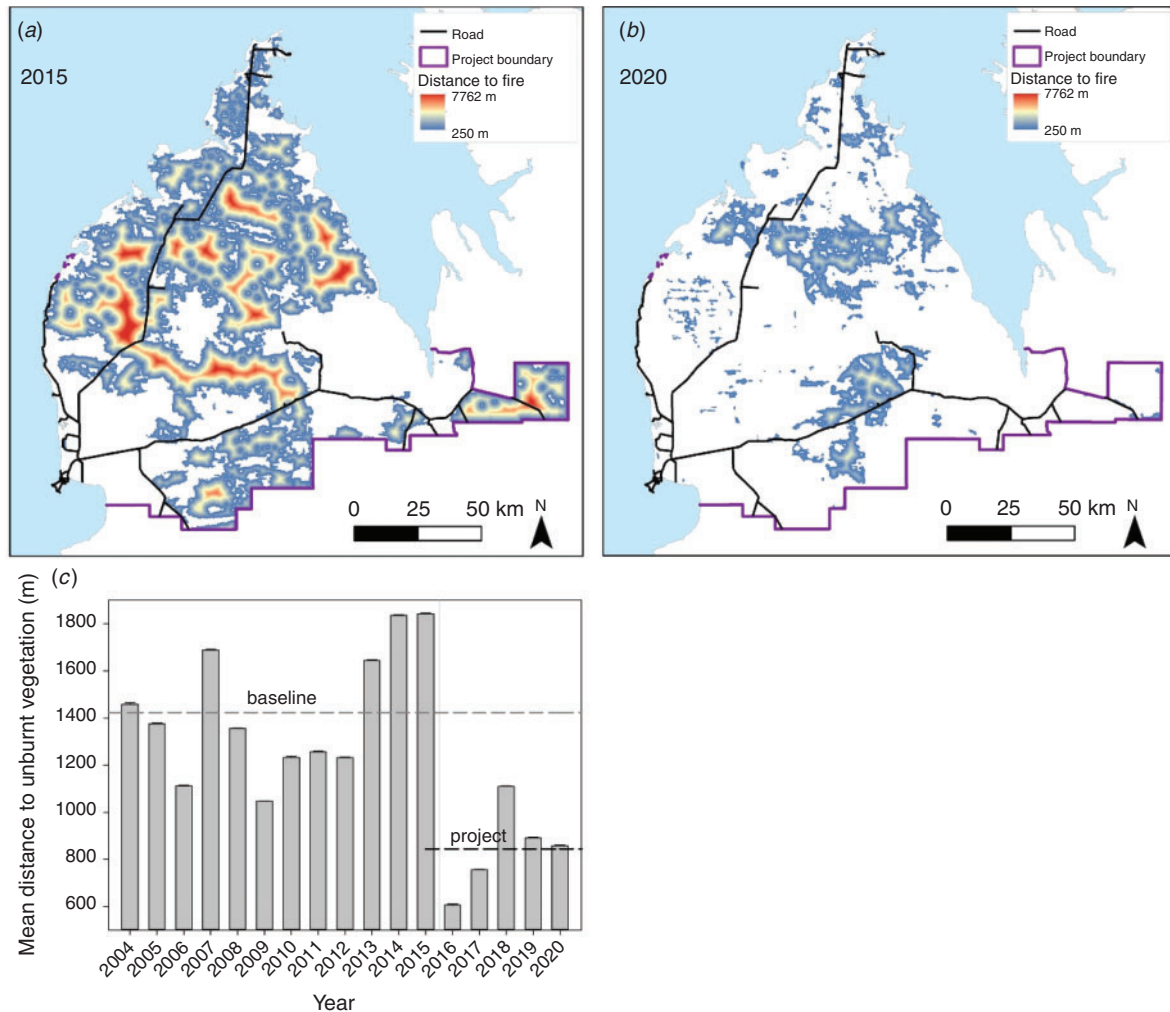 (a)
2015
Road
Project boundary
Distance to fire
7762 m
250 m
0 25 50 km
N
(b)
2020
Road
Project boundary
Distance to fire
7762 m
250 m
0 25 50 km
N
(c)
Mean distance to unburnt vegetation (m)
1800
1600
1400
1200
1000
800
600
baseline
project
2004 2005 2006 2007 2008 2009 2010 2011 2012 2013 2014 2015 2016 2017 2018 2019 2020
Year